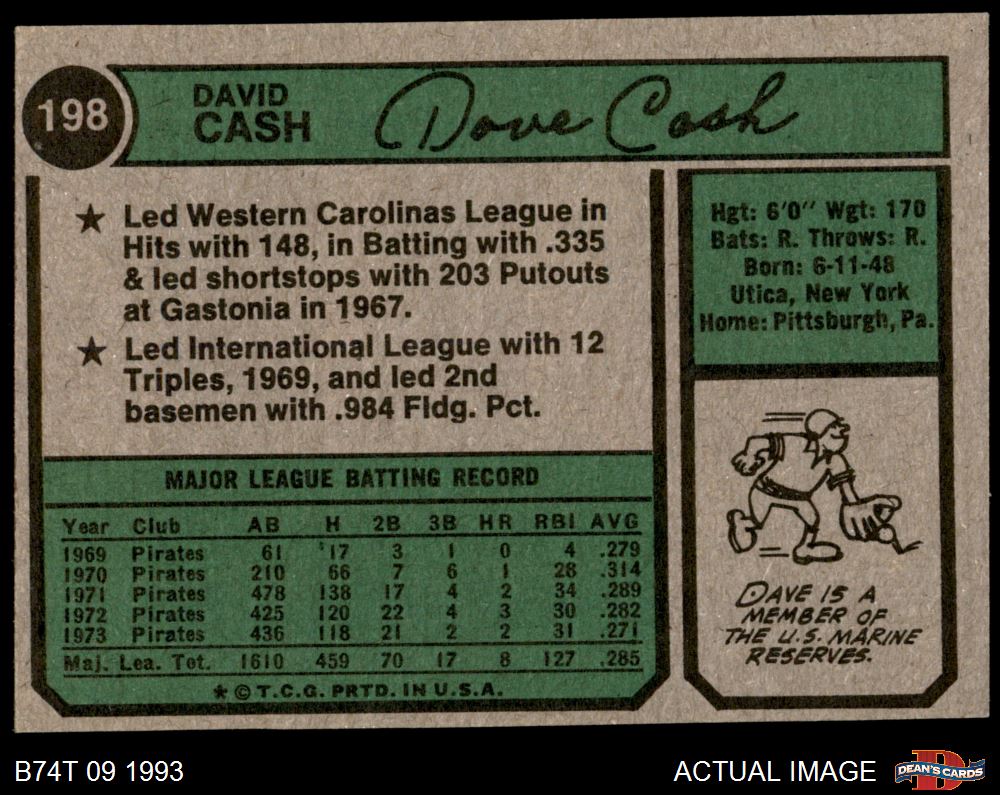 198
DAVID
CASH
Dave Cash
★ Led Western Carolinas League in
Hits with 148, in Batting with .335
& led shortstops with 203 Putouts
at Gastonia in 1967.
★ Led International League with 12
Triples, 1969, and led 2nd
basemen with .984 Fldg. Pct.
Hgt: 6'0" Wgt: 170
Bats: R. Throws: R.
Born: 6-11-48
Utica, New York
Home: Pittsburgh, Pa.
MAJOR LEAGUE BATTING RECORD
Year Club AB H 2B 3B HR RBI AVG
1969 Pirates 61 17 3 1 0 4 .279
1970 Pirates 210 66 7 6 1 28 .314
1971 Pirates 478 138 17 4 2 34 .289
1972 Pirates 425 120 22 4 3 30 .282
1973 Pirates 436 118 21 2 2 31 .271
Maj. Lea. Tot. 1610 459 70 17 8 127 .285
★ © T.C.G. PRTD. IN U.S.A.
DAVE IS A
MEMBER OF
THE U.S. MARINE
RESERVES.
B74T 09 1993
ACTUAL IMAGE
D
DEAN'S CARDS